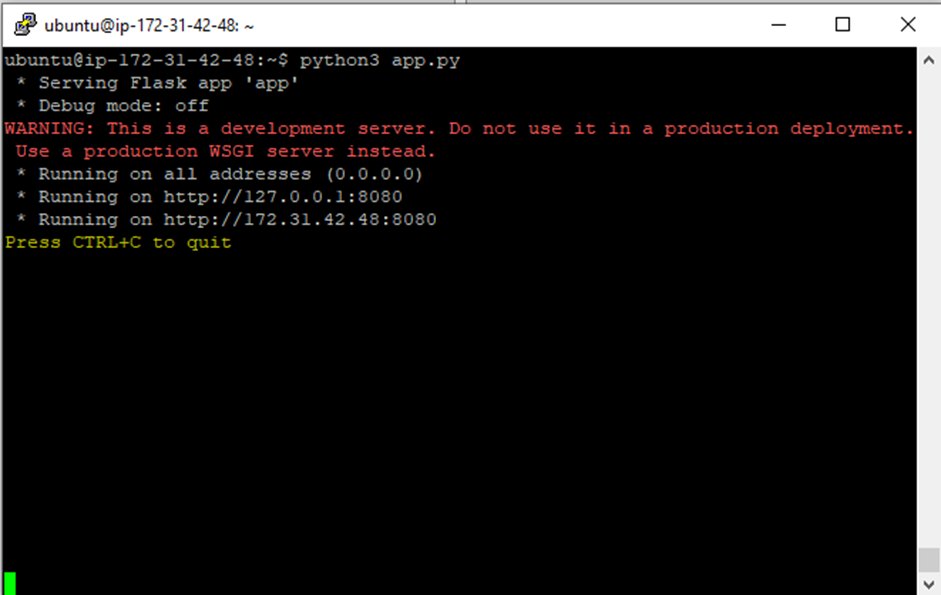 ubuntu@ip-172-31-42-48: ~
ubuntu@ip-172-31-42-48:~$ python3 app.py
 * Serving Flask app 'app'
 * Debug mode: off
WARNING: This is a development server. Do not use it in a production deployment.
 Use a production WSGI server instead.
 * Running on all addresses (0.0.0.0)
 * Running on http://127.0.0.1:8080
 * Running on http://172.31.42.48:8080
Press CTRL+C to quit